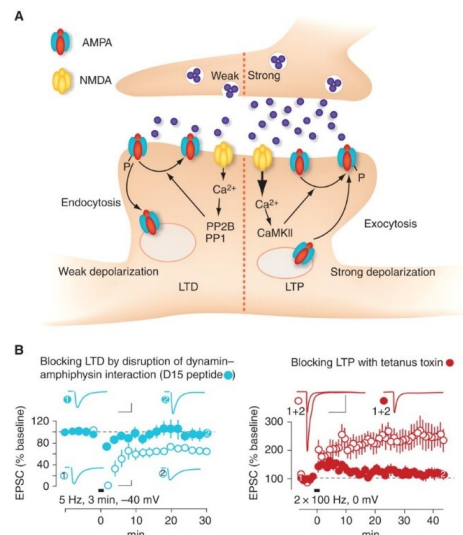 A
AMPA
NMDA
Weak Strong
P
P
Ca2+
Ca2+
Endocytosis
PP2B
PP1
CaMKII
Exocytosis
Weak depolarization
Strong depolarization
LTD
LTP
B
Blocking LTD by disruption of dynamin–
amphiphysin interaction (D15 peptide )
Blocking LTP with tetanus toxin
1
2
1+2
1+2
EPSC (% baseline)
120
100
80
60
40
20
0
1
2
5 Hz, 3 min, –40 mV
0 10 20 30
min
EPSC (% baseline)
300
200
100
1
2
2 × 100 Hz, 0 mV
0 10 20 30 40
min